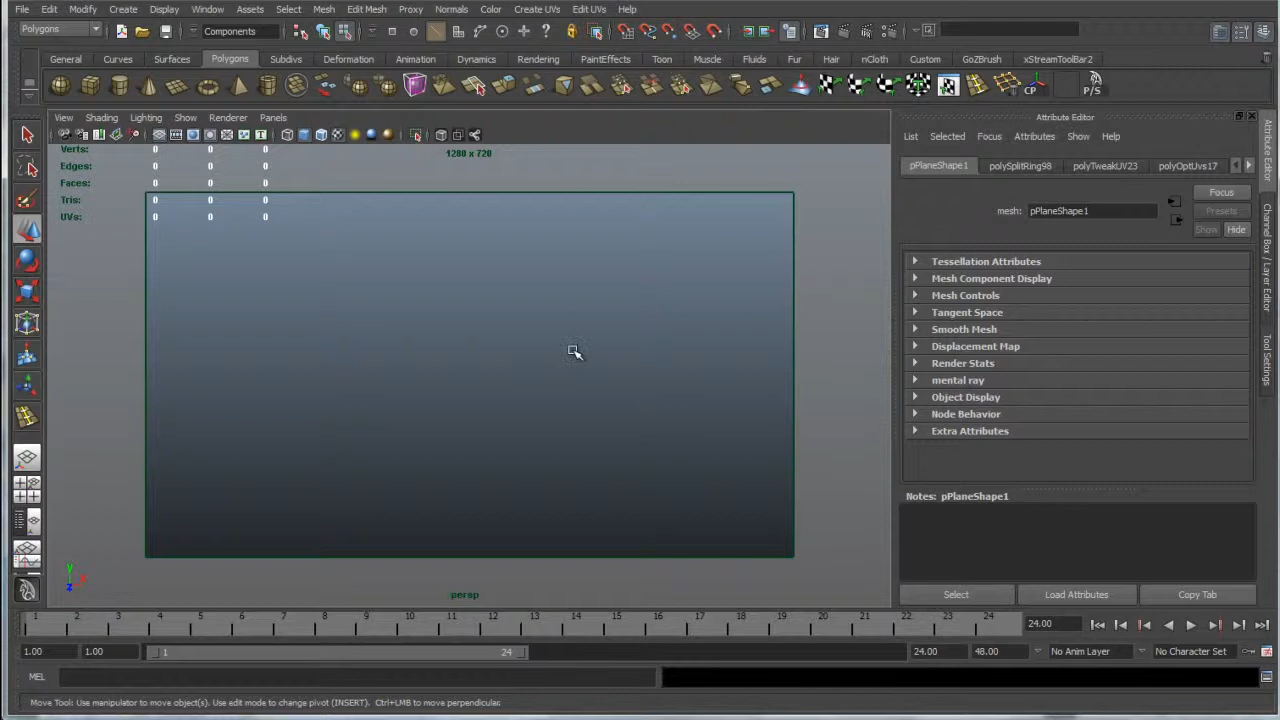 File Edit Modify Create Display Window Assets Select Mesh Edit Mesh Proxy Normals Color Create UVs Edit UVs Help
Polygons Components
General Curves Surfaces Polygons Subdivs Deformation Animation Dynamics Rendering PaintEffects Toon Muscle Fluids Fur Hair nCloth Custom GoZBrush xStreamToolBar2
CP P/S
View Shading Lighting Show Renderer Panels
Verts: 0 0 0
Edges: 0 0 0
Faces: 0 0 0
Tris: 0 0 0
UVs: 0 0 0
1280 x 720
y
x
z
persp
Attribute Editor
List Selected Focus Attributes Show Help
pPlaneShape1 polySplitRing98 polyTweakUV23 polyOptUvs17
mesh: pPlaneShape1
Focus
Presets
Show Hide
Tessellation Attributes
Mesh Component Display
Mesh Controls
Tangent Space
Smooth Mesh
Displacement Map
Render Stats
mental ray
Object Display
Node Behavior
Extra Attributes
Notes: pPlaneShape1
Select Load Attributes Copy Tab
Attribute Editor
Channel Box / Layer Editor
Tool Settings
1 2 3 4 5 6 7 8 9 10 11 12 13 14 15 16 17 18 19 20 21 22 23 24 24.00
1.00 1.00 1 24 24.00 48.00 No Anim Layer No Character Set
MEL
Move Tool: Use manipulator to move object(s). Use edit mode to change pivot (INSERT). Ctrl+LMB to move perpendicular.